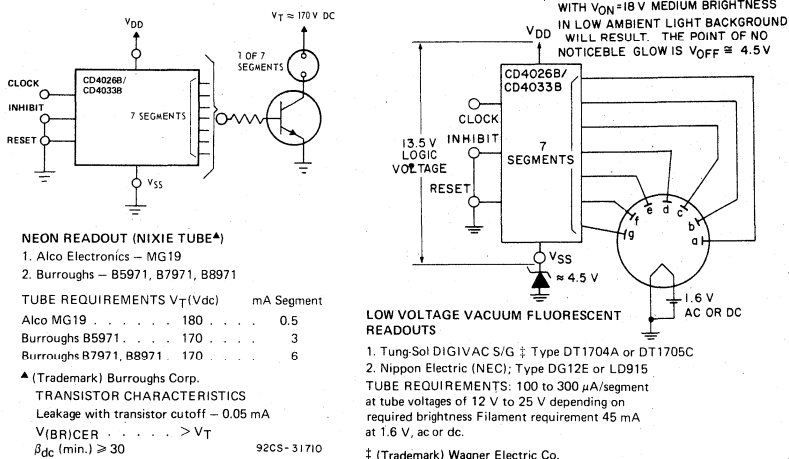 V_T ≈ 170 V DC
V_DD
1 OF 7
SEGMENTS
CD4026B/
CD4033B
CLOCK
INHIBIT
7 SEGMENTS
RESET
V_SS
NEON READOUT (NIXIE TUBE▲)
1. Alco Electronics – MG19
2. Burroughs – B5971, B7971, B8971
TUBE REQUIREMENTS V_T(Vdc) mA Segment
Alco MG19 . . . . . . 180 . . . . 0.5
Burroughs B5971 . . . . 170 . . . . 3
Burroughs B7971, B8971 . 170 . . . . 6
▲ (Trademark) Burroughs Corp.
TRANSISTOR CHARACTERISTICS
Leakage with transistor cutoff – 0.05 mA
V(BR)CER . . . . . > V_T
β_dc (min.) ⩾ 30
92CS-31710
WITH V_ON=18 V MEDIUM BRIGHTNESS
IN LOW AMBIENT LIGHT BACKGROUND
WILL RESULT. THE POINT OF NO
NOTICEBLE GLOW IS V_OFF ≅ 4.5 V
V_DD
CD4026B/
CD4033B
CLOCK
13.5 V
LOGIC
VOLTAGE
INHIBIT
7
SEGMENTS
RESET
a
b
c
d
e
f
g
V_SS
≈ 4.5 V
1.6 V
AC OR DC
LOW VOLTAGE VACUUM FLUORESCENT
READOUTS
1. Tung-Sol DIGIVAC S/G ‡ Type DT1704A or DT1705C
2. Nippon Electric (NEC); Type DG12E or LD915
TUBE REQUIREMENTS: 100 to 300 μA/segment
at tube voltages of 12 V to 25 V depending on
required brightness Filament requirement 45 mA
at 1.6 V, ac or dc.
‡ (Trademark) Wagner Electric Co.